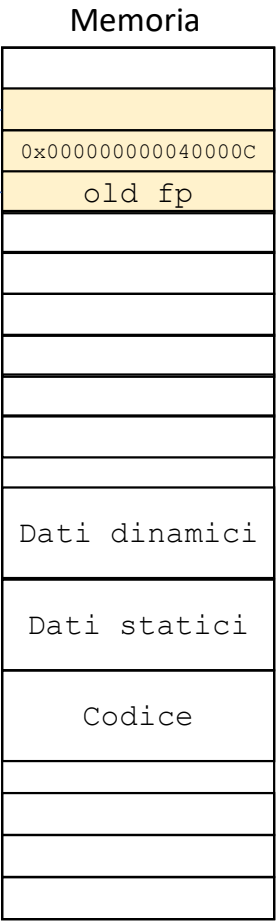 Memoria
0x000000000040000C
old fp
Dati dinamici
Dati statici
Codice